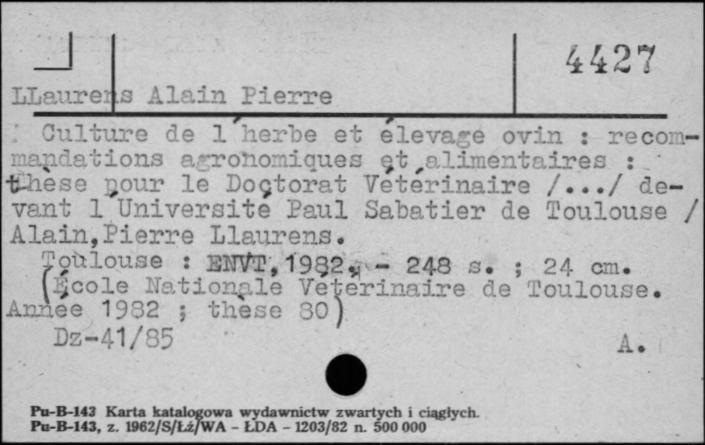 4427
LLaurens Alain Pierre
Culture de l'herbe et élevage ovin : recom-
mandations agronomiques et alimentaires :
thèse pour le Doctorat Vétérinaire /.../ de-
vant l'Université Paul Sabatier de Toulouse /
Alain,Pierre Llaurens.
Toulouse : ENVT,1982. - 248 s. ; 24 cm.
(École Nationale Vétérinaire de Toulouse.
Année 1982 ; thèse 80)
Dz-41/85
A.
Pu-B-143 Karta katalogowa wydawnictw zwartych i ciągłych.
Pu-B-143, z. 1962/S/Łż/WA - ŁDA - 1203/82 n. 500 000